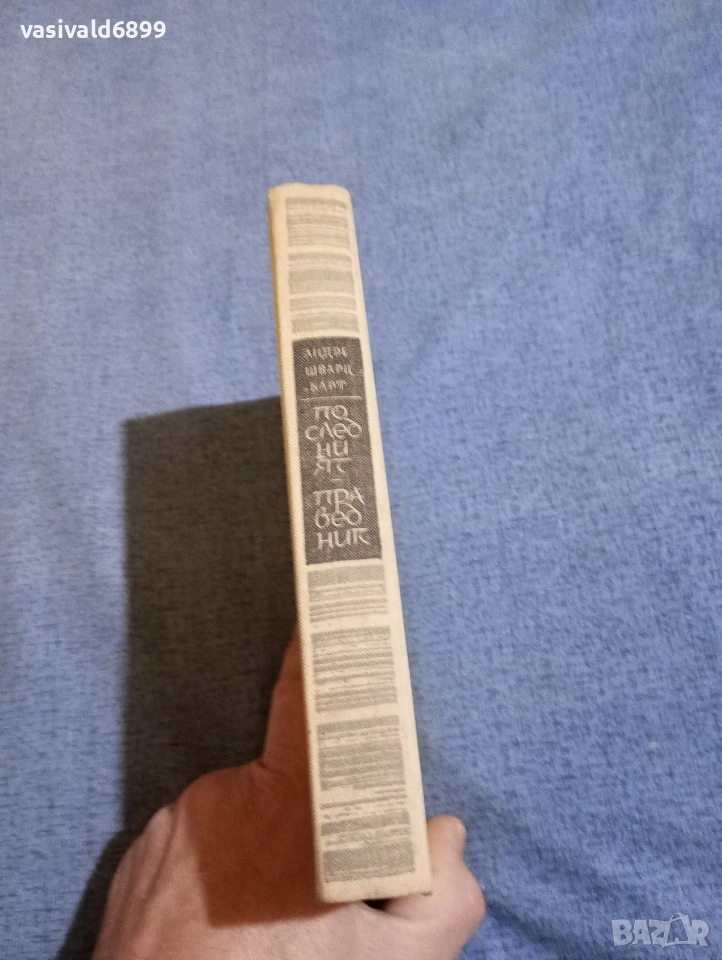 vasivald6899
АНДРЕ
ШВАРЦ
БАРТ
ПО
СЛЕД
НИ
ЯТ
ПРА
ВЕД
НИК
BAZAR